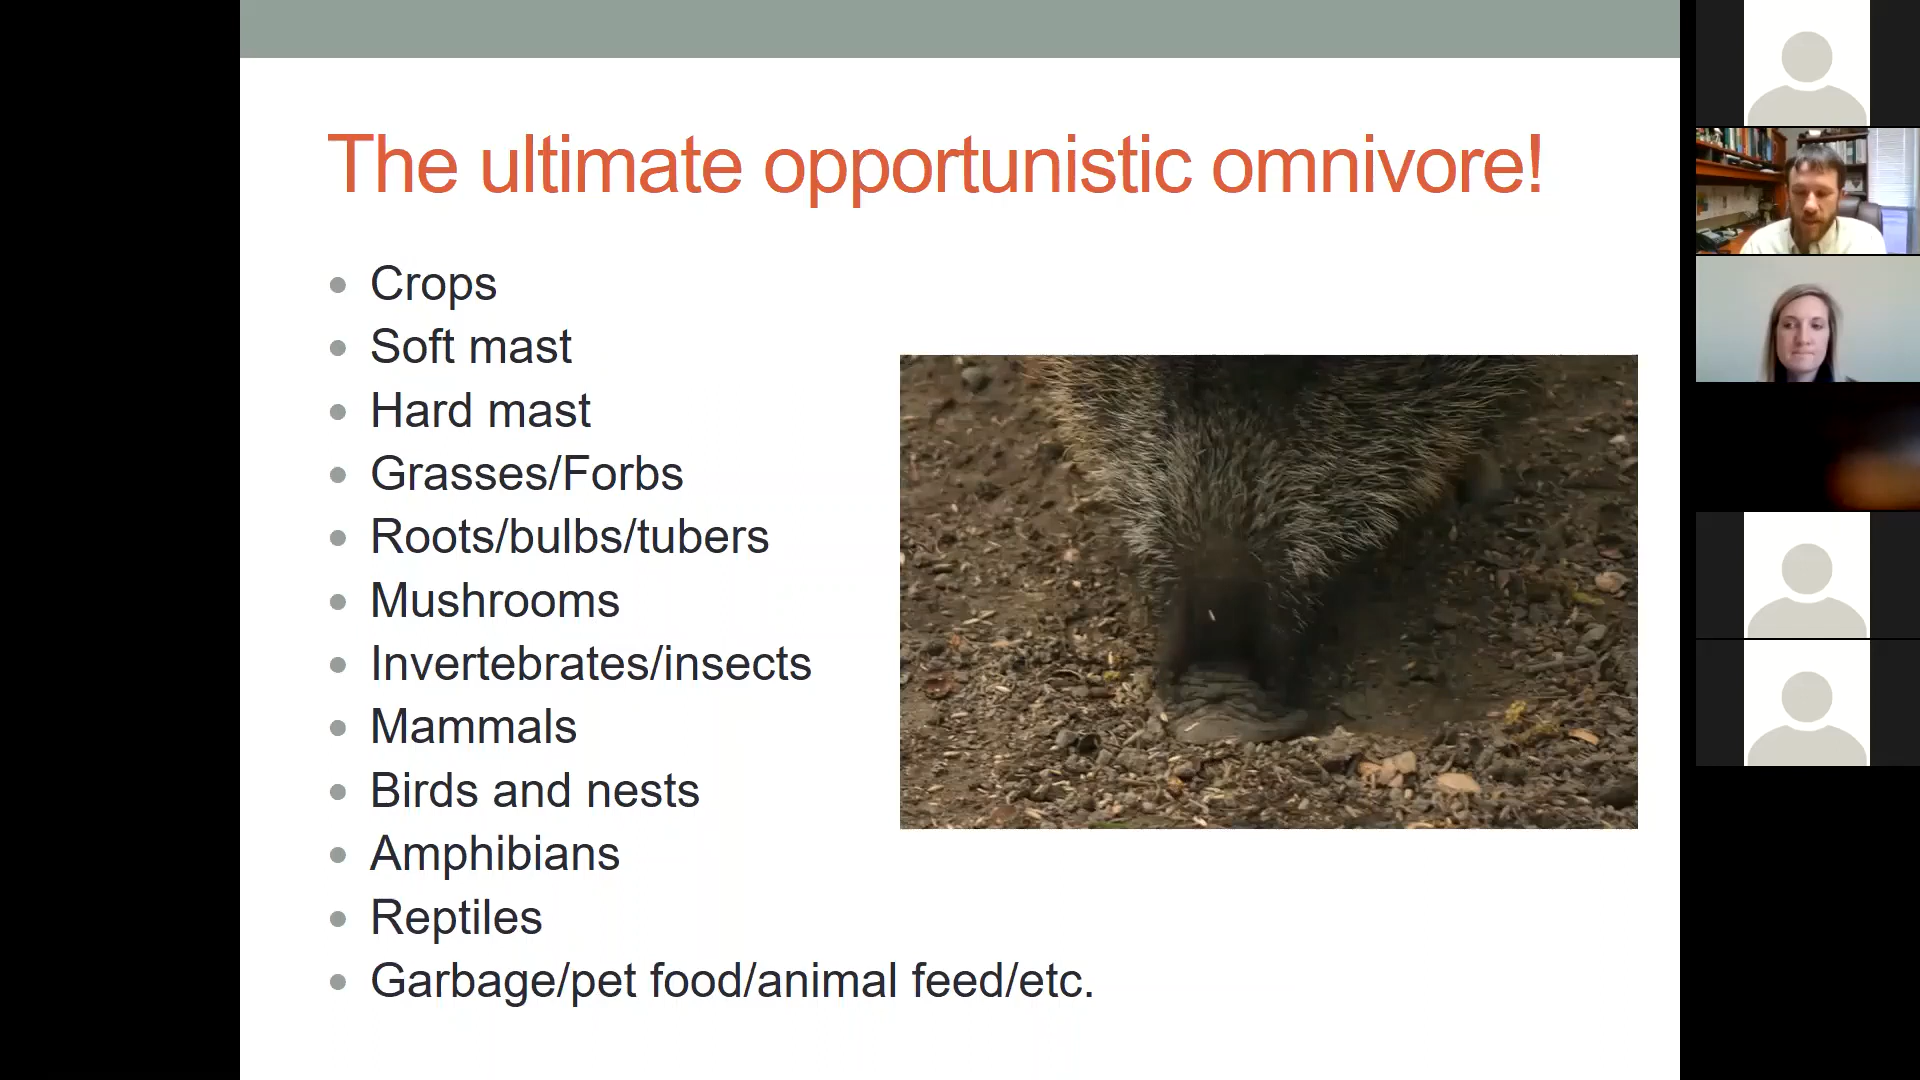 The ultimate opportunistic omnivore!
Crops
Soft mast
Hard mast
Grasses/Forbs
Roots/bulbs/tubers
Mushrooms
Invertebrates/insects
Mammals
Birds and nests
Amphibians
Reptiles
Garbage/pet food/animal feed/etc.